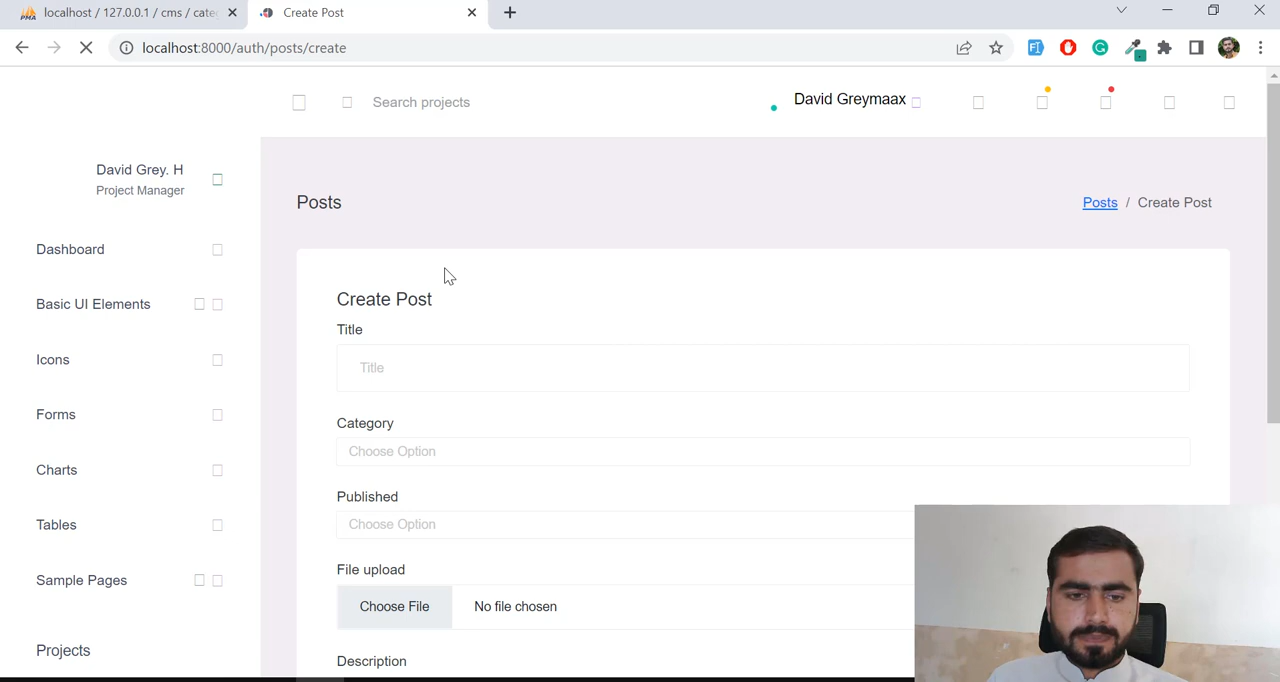 localhost / 127.0.0.1 / cms / cate
Create Post
localhost:8000/auth/posts/create
Search projects
David Greymaax
David Grey. H
Project Manager
Dashboard
Basic UI Elements
Icons
Forms
Charts
Tables
Sample Pages
Projects
Posts
Posts / Create Post
Create Post
Title
Title
Category
Choose Option
Published
Choose Option
File upload
Choose File No file chosen
Description